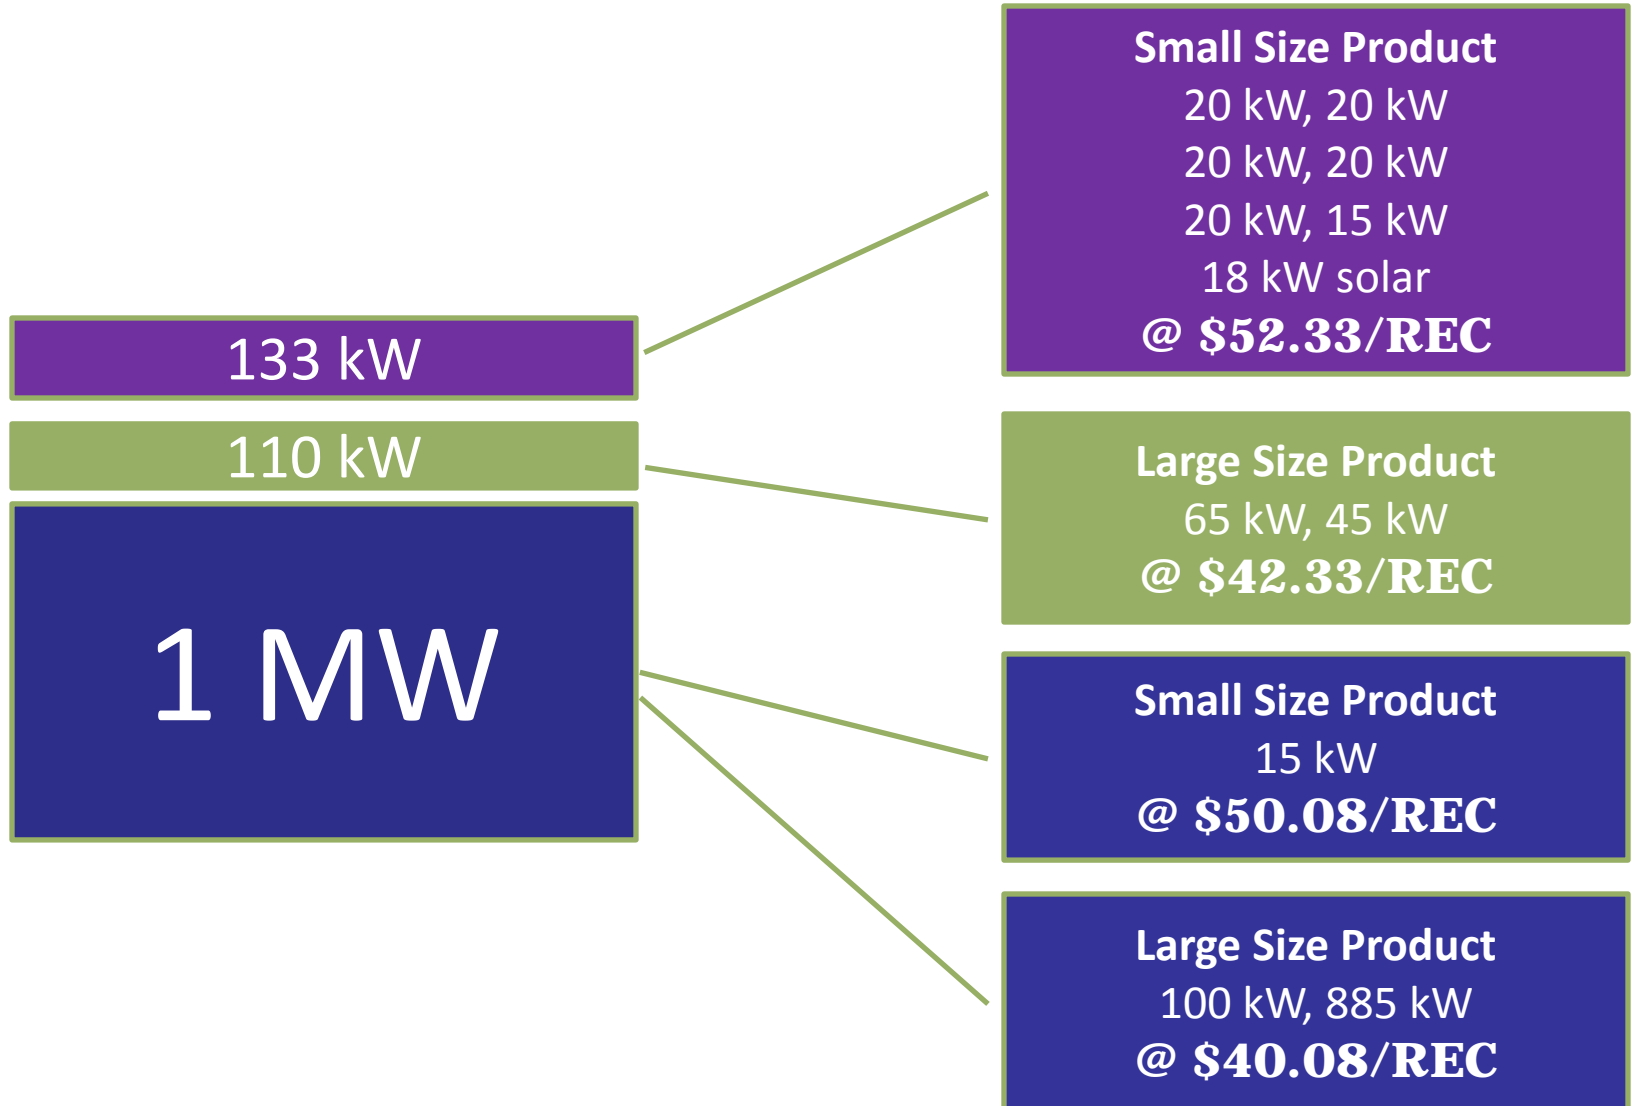 133 kW
110 kW
1 MW
Small Size Product
20 kW, 20 kW
20 kW, 20 kW
20 kW, 15 kW
18 kW solar
@ $52.33/REC
Large Size Product
65 kW, 45 kW
@ $42.33/REC
Small Size Product
15 kW
@ $50.08/REC
Large Size Product
100 kW, 885 kW
@ $40.08/REC